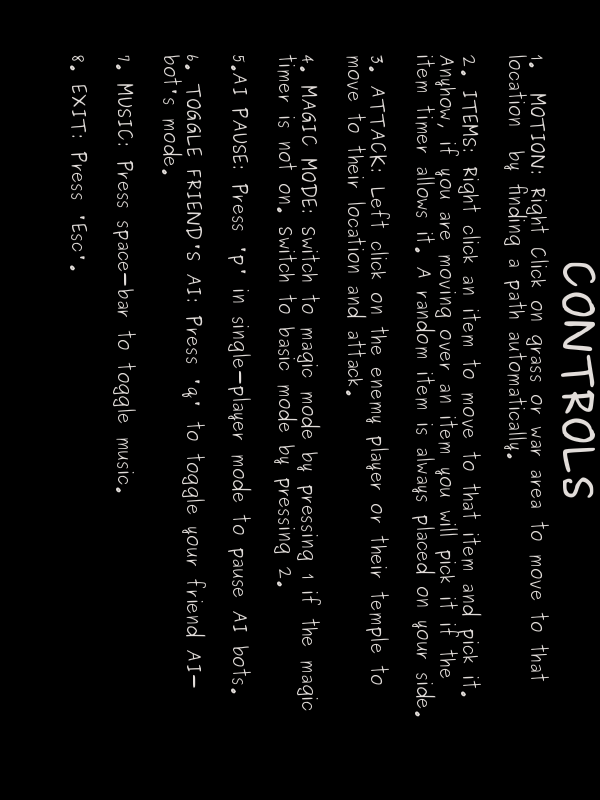 CONTROLS
1. MOTION: Right Click on grass or war area to move to that
location by finding a path automatically.
2. ITEMS: Right click an item to move to that item and pick it.
Anyhow, if you are moving over an item you will pick it if the
item timer allows it. A random item is always placed on your side.
3. ATTACK: Left click on the enemy player or their temple to
move to their location and attack.
4. MAGIC MODE: Switch to magic mode by pressing 1 if the magic
timer is not on. Switch to basic mode by pressing 2.
5.AI PAUSE: Press 'p' in single-player mode to pause AI bots.
6. TOGGLE FRIEND'S AI: Press 'q' to toggle your friend AI-
bot's mode.
7. MUSIC: Press space-bar to toggle music.
8. EXIT: Press 'Esc'.